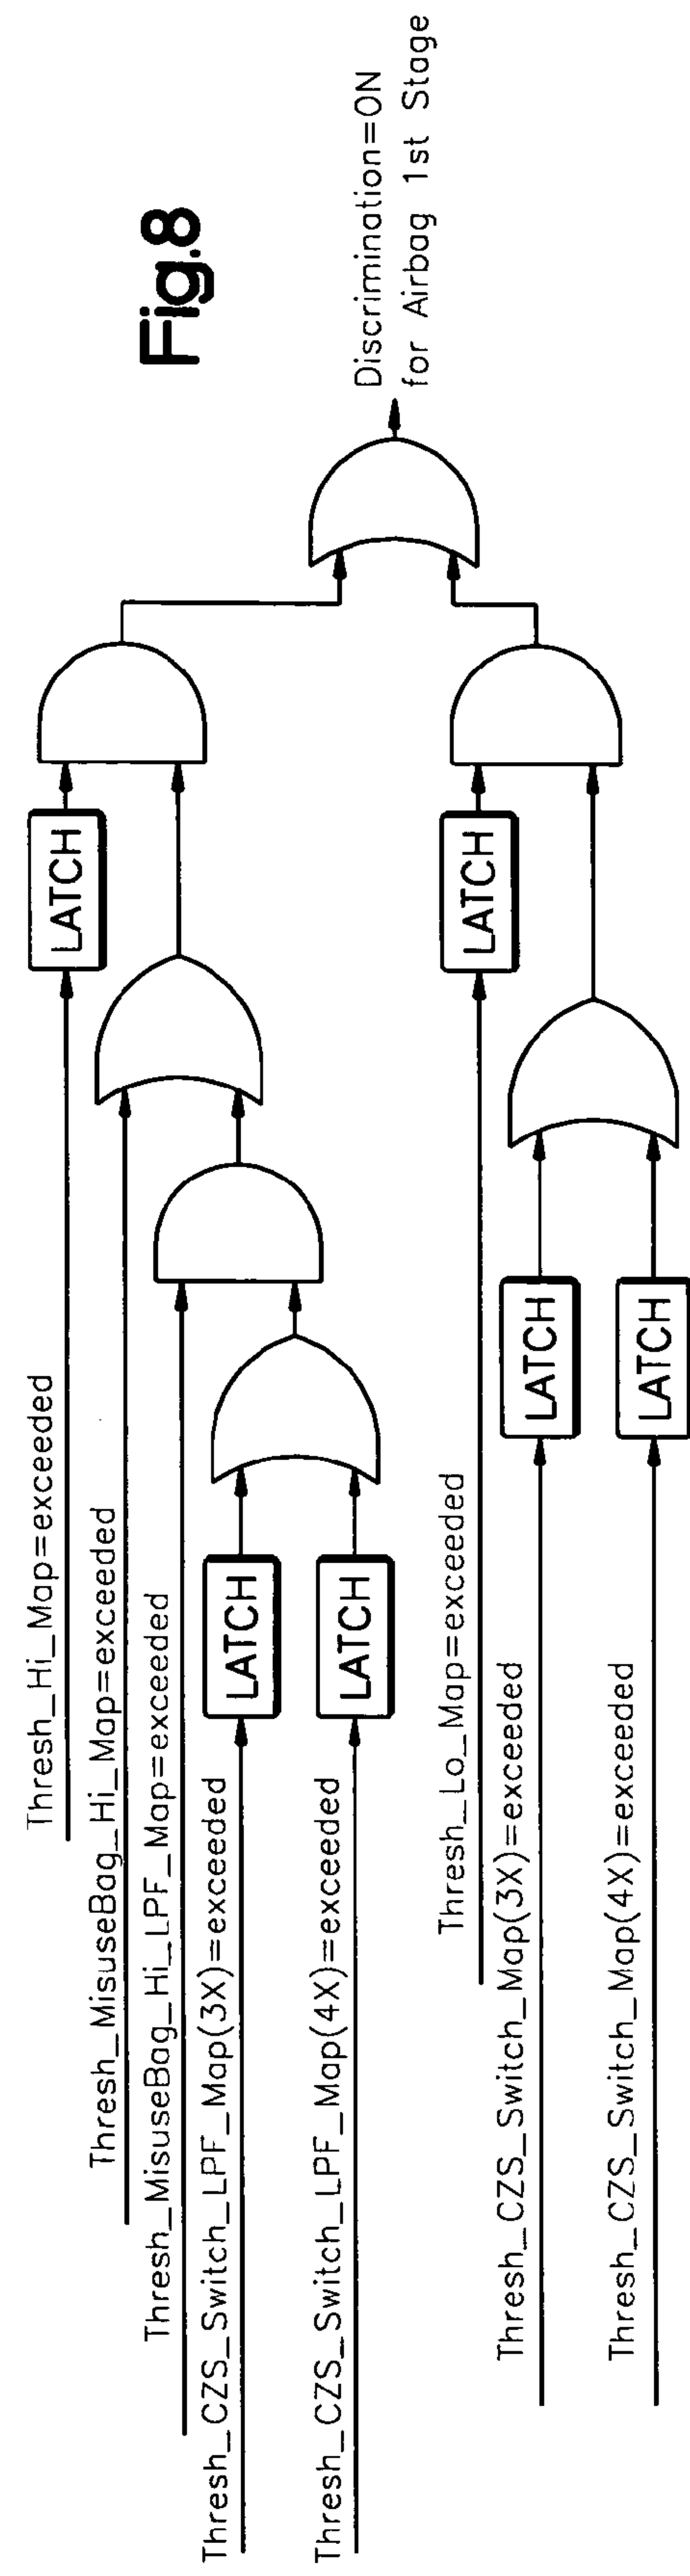 Fig.8
Thresh_Hi_Map=exceeded
LATCH
Thresh_MisuseBag_Hi_Map=exceeded
Thresh_MisuseBag_Hi_LPF_Map=exceeded
Thresh_CZS_Switch_LPF_Map(3X)=exceeded
LATCH
Thresh_CZS_Switch_LPF_Map(4X)=exceeded
LATCH
Discrimination=ON
for Airbag 1st Stage
Thresh_Lo_Map=exceeded
LATCH
Thresh_CZS_Switch_Map(3X)=exceeded
LATCH
Thresh_CZS_Switch_Map(4X)=exceeded
LATCH